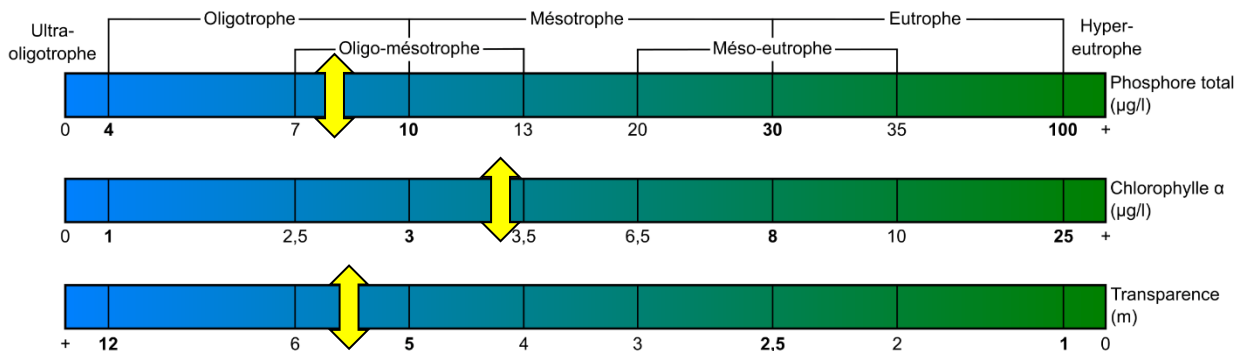 Ultra-
oligotrophe
Oligotrophe
Mésotrophe
Eutrophe
Hyper-
eutrophe
Oligo-mésotrophe
Méso-eutrophe
Phosphore total
(µg/l)
0 4 7 10 13 20 30 35 100 +
Chlorophylle α
(µg/l)
0 1 2,5 3 3,5 6,5 8 10 25 +
Transparence
(m)
+ 12 6 5 4 3 2,5 2 1 0